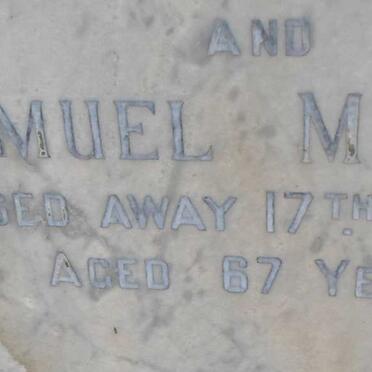 AND
MUEL M
SED AWAY 17TH
AGED 67 YE